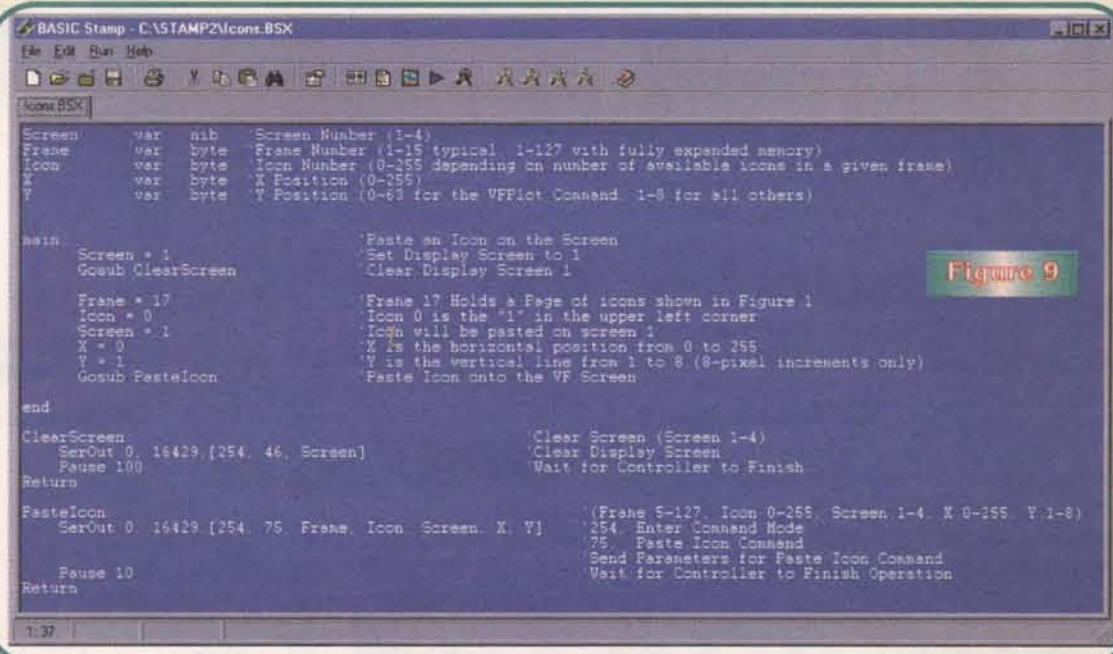 BASIC Stamp - C:\STAMP2\Icons.BSX
File Edit Run Help
Icons.BSX
Screen var nib 'Screen Number (1-4)
Frame var byte 'Frame Number (1-15 typical, 1-127 with fully expanded memory)
Icon var byte 'Icon Number (0-255 depending on number of available icons in a given frame)
X var byte 'X Position (0-255)
Y var byte 'Y Position (0-63 for the VFPlot Command, 1-8 for all others)
main: 'Paste an Icon on the Screen
Screen = 1 'Set Display Screen to 1
Gosub ClearScreen 'Clear Display Screen 1
Figure 9
Frame = 17 'Frame 17 Holds a Page of icons shown in Figure 1
Icon = 0 'Icon 0 is the "1" in the upper left corner
Screen = 1 'Icon will be pasted on screen 1
X = 0 'X is the horizontal position from 0 to 255
Y = 1 'Y is the vertical line from 1 to 8 (8-pixel increments only)
Gosub PasteIcon 'Paste Icon onto the VF Screen
end
ClearScreen: 'Clear Screen (Screen 1-4)
SerOut 0, 16429,[254, 46, Screen] 'Clear Display Screen
Pause 100 'Wait for Controller to Finish
Return
PasteIcon: '(Frame 5-127, Icon 0-255, Screen 1-4, X 0-255, Y 1-8)
SerOut 0, 16429,[254, 75, Frame, Icon, Screen, X, Y] '254, Enter Command Mode
'75, Paste Icon Command
'Send Parameters for Paste Icon Command
Pause 10 'Wait for Controller to Finish Operation
Return
1:37